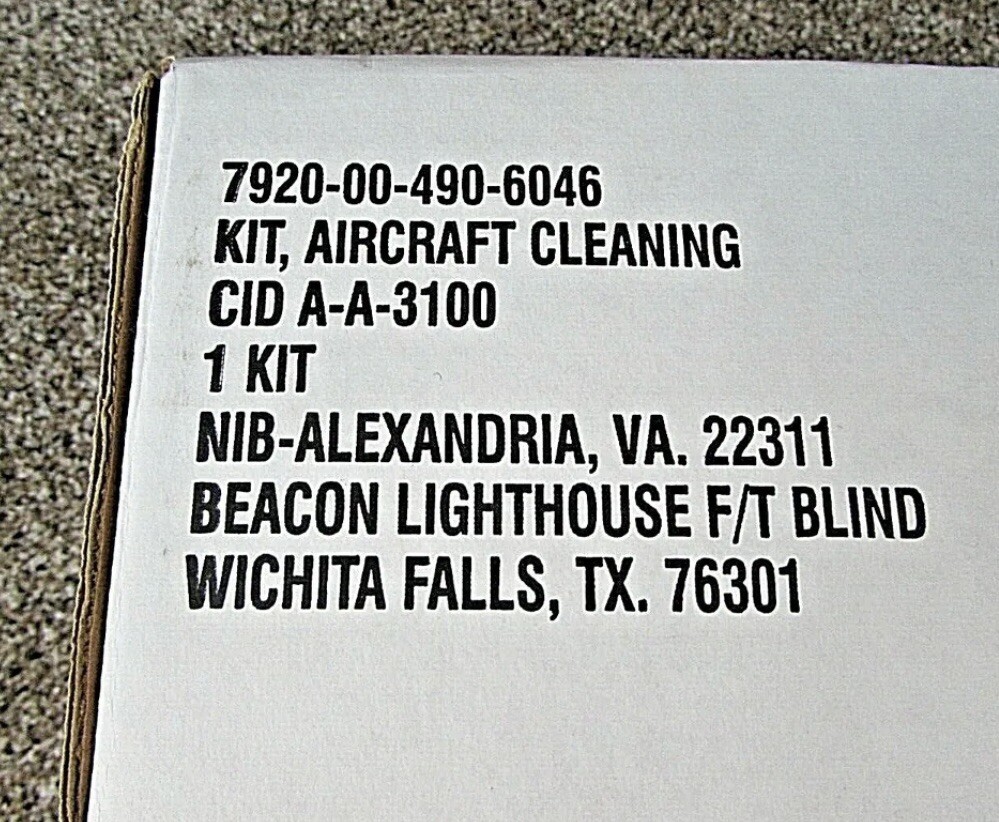 7920-00-490-6046
KIT, AIRCRAFT CLEANING
CID A-A-3100
1 KIT
NIB-ALEXANDRIA, VA. 22311
BEACON LIGHTHOUSE F/T BLIND
WICHITA FALLS, TX. 76301